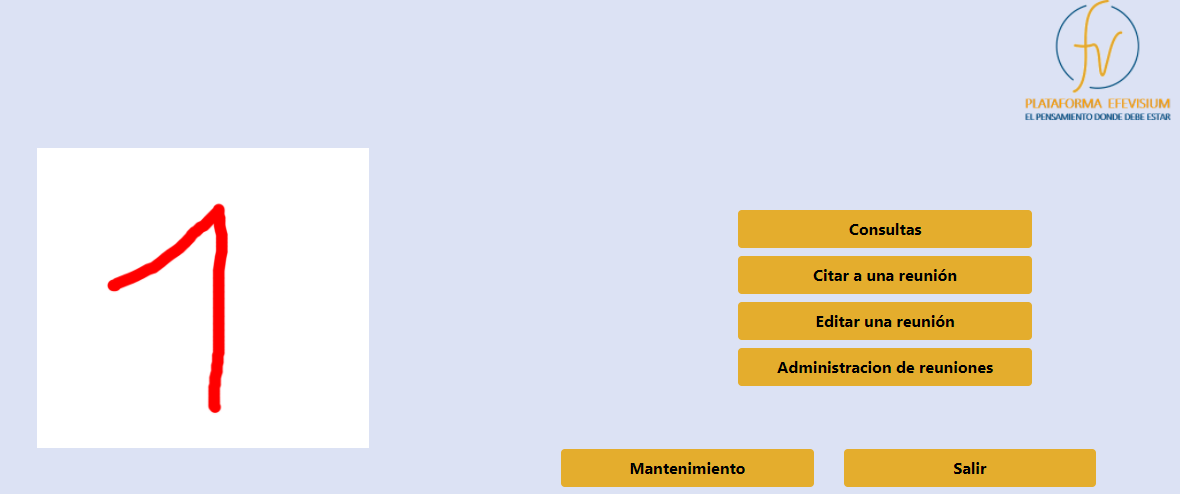 fv
PLATAFORMA EFEVISIUM
EL PENSAMIENTO DONDE DEBE ESTAR
1
Consultas
Citar a una reunión
Editar una reunión
Administracion de reuniones
Mantenimiento
Salir